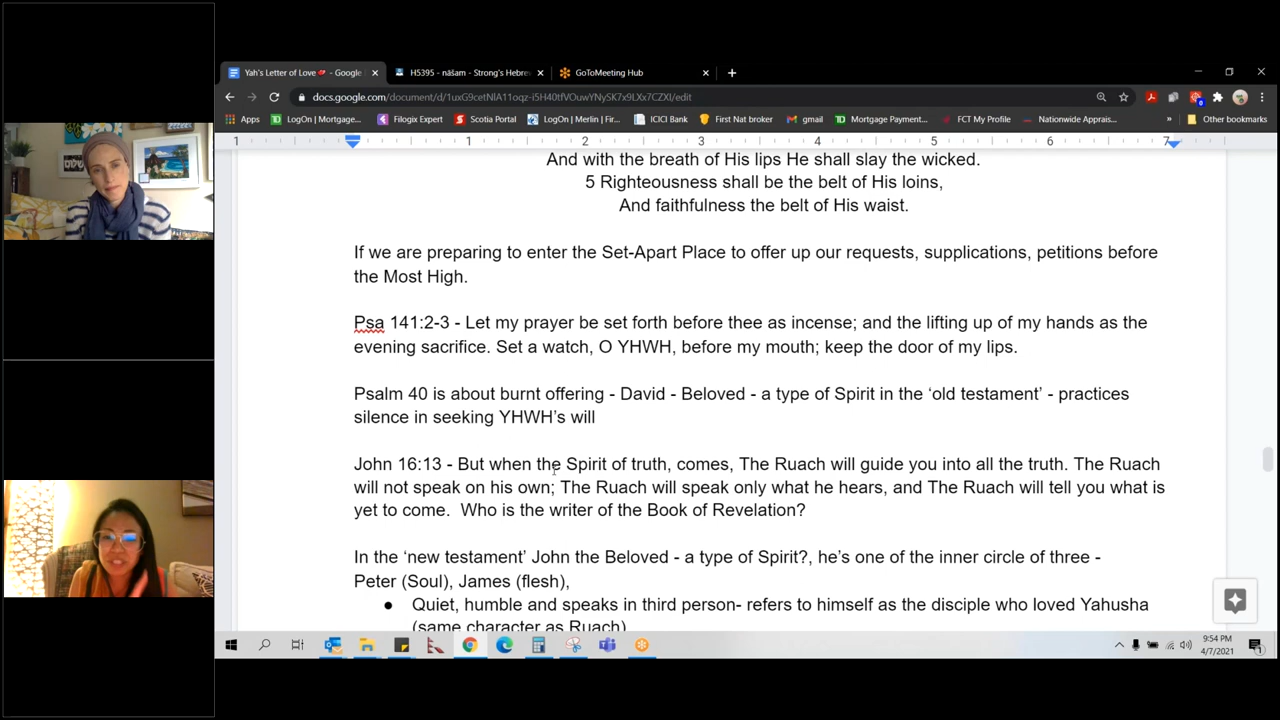 Yah's Letter of Love💋 - Google
H5395 - nāšam - Strong's Hebre
GoToMeeting Hub
docs.google.com/document/d/1uxG9cetNlA11oqz-i5H40tfVOuwYNySK7x9LXx7CZXI/edit
Apps
LogOn | Mortgage...
Filogix Expert
Scotia Portal
LogOn | Merlin | Fir...
ICICI Bank
First Nat broker
gmail
Mortgage Payment...
FCT My Profile
Nationwide Apprais...
»
Other bookmarks
1 1 2 3 4 5 6 7
And with the breath of His lips He shall slay the wicked.
5 Righteousness shall be the belt of His loins,
And faithfulness the belt of His waist.
If we are preparing to enter the Set-Apart Place to offer up our requests, supplications, petitions before
the Most High.
Psa 141:2-3 - Let my prayer be set forth before thee as incense; and the lifting up of my hands as the
evening sacrifice. Set a watch, O YHWH, before my mouth; keep the door of my lips.
Psalm 40 is about burnt offering - David - Beloved - a type of Spirit in the ‘old testament’ - practices
silence in seeking YHWH’s will
John 16:13 - But when the Spirit of truth, comes, The Ruach will guide you into all the truth. The Ruach
will not speak on his own; The Ruach will speak only what he hears, and The Ruach will tell you what is
yet to come.  Who is the writer of the Book of Revelation?
In the ‘new testament’ John the Beloved - a type of Spirit?, he’s one of the inner circle of three -
Peter (Soul), James (flesh),
● Quiet, humble and speaks in third person- refers to himself as the disciple who loved Yahusha
(same character as Ruach)
9:54 PM
4/7/2021